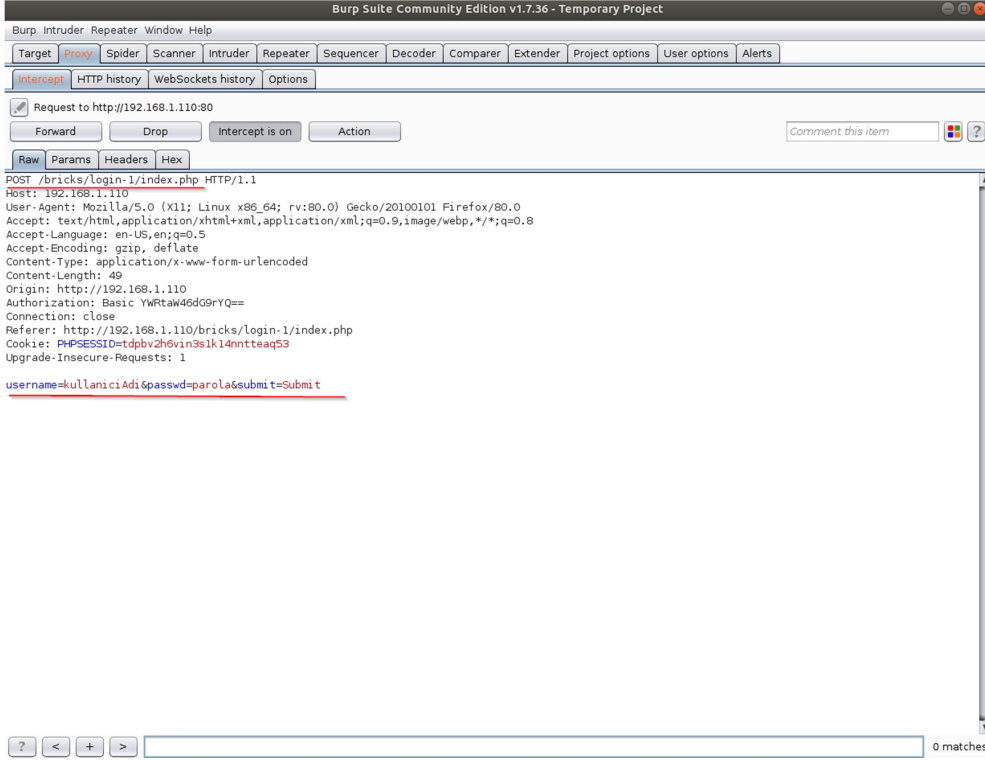 Burp Suite Community Edition v1.7.36 - Temporary Project
Burp Intruder Repeater Window Help
Target Proxy Spider Scanner Intruder Repeater Sequencer Decoder Comparer Extender Project options User options Alerts
Intercept HTTP history WebSockets history Options
Request to http://192.168.1.110:80
Forward Drop Intercept is on Action Comment this item ?
Raw Params Headers Hex
POST /bricks/login-1/index.php HTTP/1.1
Host: 192.168.1.110
User-Agent: Mozilla/5.0 (X11; Linux x86_64; rv:80.0) Gecko/20100101 Firefox/80.0
Accept: text/html,application/xhtml+xml,application/xml;q=0.9,image/webp,*/*;q=0.8
Accept-Language: en-US,en;q=0.5
Accept-Encoding: gzip, deflate
Content-Type: application/x-www-form-urlencoded
Content-Length: 49
Origin: http://192.168.1.110
Authorization: Basic YWRtaW46dG9rYQ==
Connection: close
Referer: http://192.168.1.110/bricks/login-1/index.php
Cookie: PHPSESSID=tdpbv2h6vin3s1k14nntteaq53
Upgrade-Insecure-Requests: 1
username=kullaniciAdi&passwd=parola&submit=Submit
? < + > 0 matches